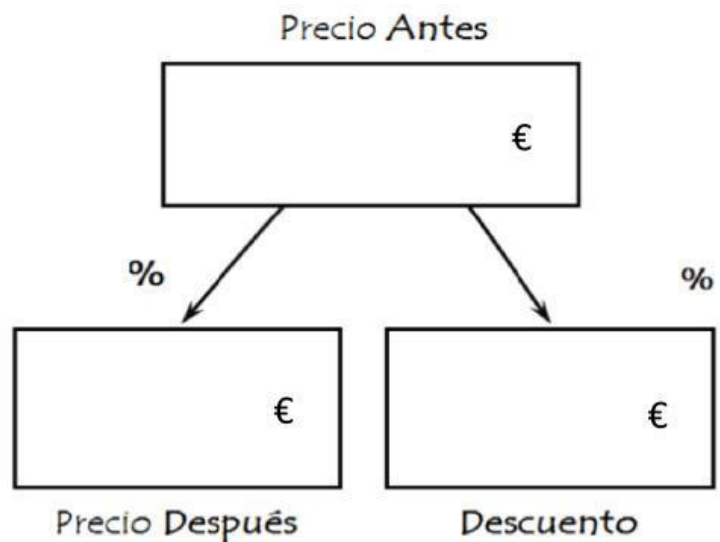 Precio Antes
€
%
%
€
€
Precio Después
Descuento